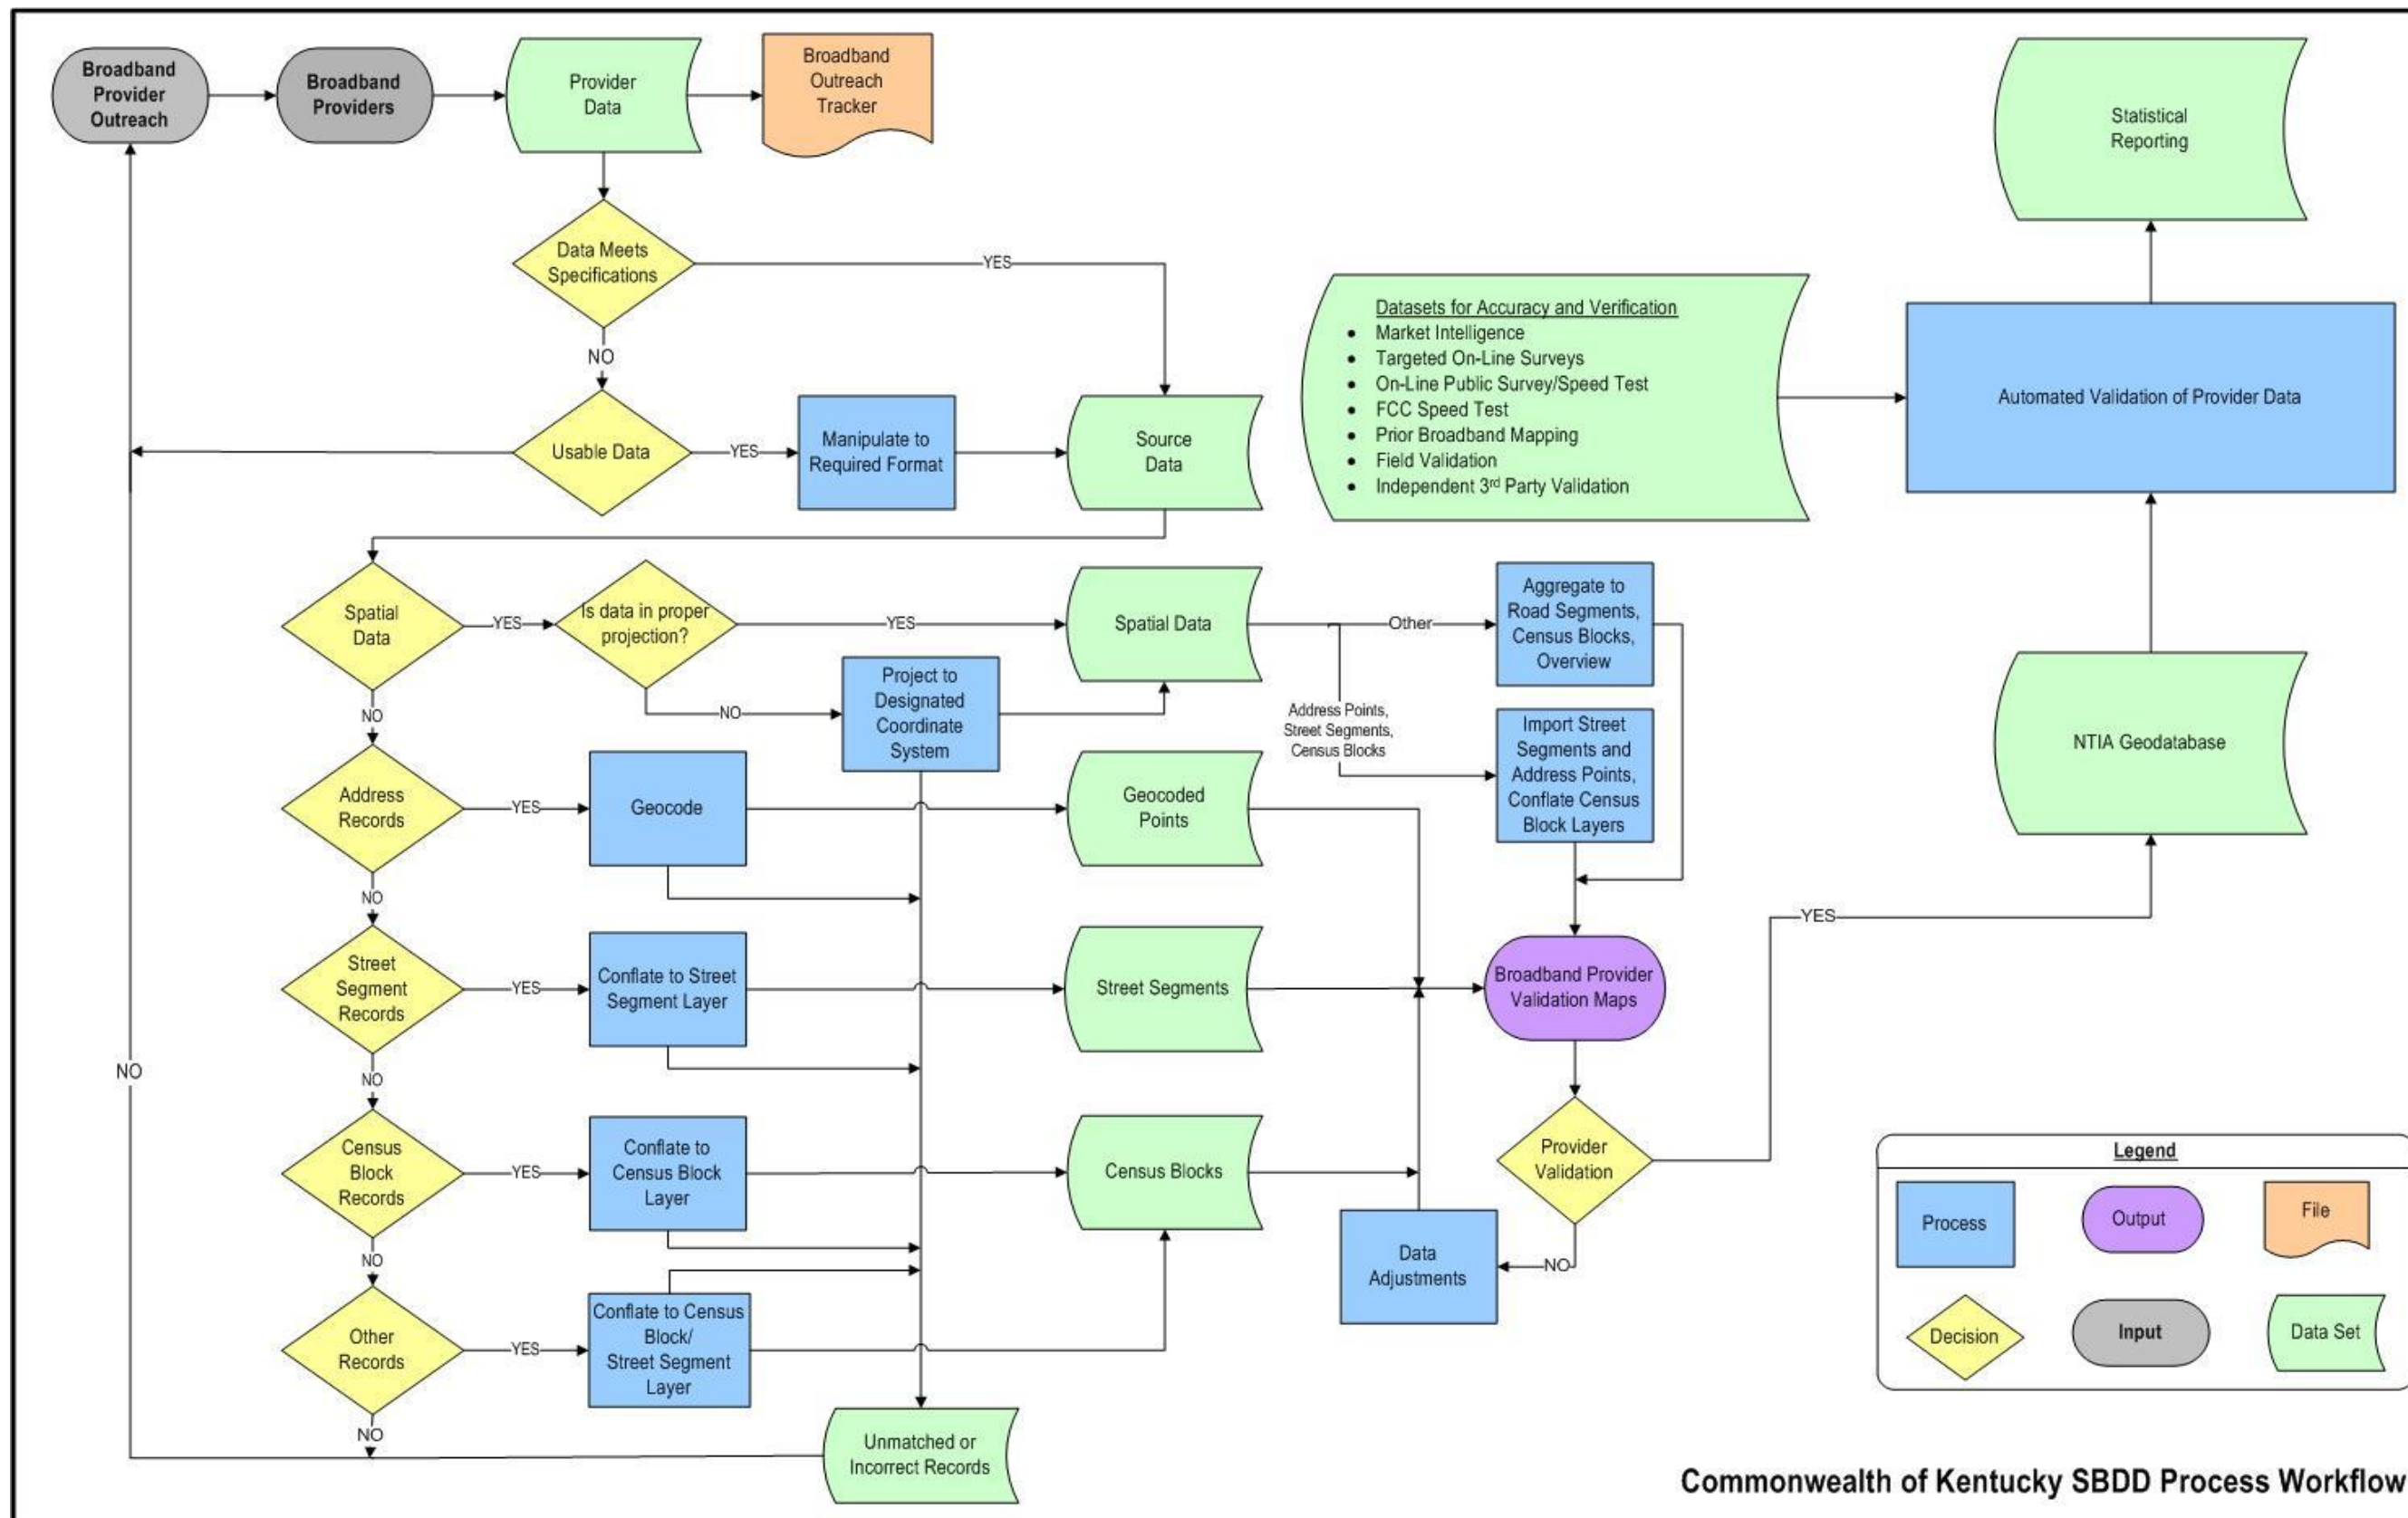 Broadband
Provider
Outreach
Broadband
Providers
Provider
Data
Broadband
Outreach
Tracker
Statistical
Reporting
Data Meets
Specifications
YES
NO
Datasets for Accuracy and Verification
• Market Intelligence
• Targeted On-Line Surveys
• On-Line Public Survey/Speed Test
• FCC Speed Test
• Prior Broadband Mapping
• Field Validation
• Independent 3rd Party Validation
Automated Validation of Provider Data
Usable Data
YES
Manipulate to
Required Format
Source
Data
Spatial
Data
YES
Is data in proper
projection?
YES
Spatial Data
Other
Aggregate to
Road Segments,
Census Blocks,
Overview
NO
NO
Project to
Designated
Coordinate
System
Address Points,
Street Segments,
Census Blocks
Import Street
Segments and
Address Points,
Conflate Census
Block Layers
NTIA Geodatabase
Address
Records
YES
Geocode
Geocoded
Points
NO
YES
Street
Segment
Records
YES
Conflate to Street
Segment Layer
Street Segments
Broadband Provider
Validation Maps
NO
NO
Census
Block
Records
YES
Conflate to
Census Block
Layer
Census Blocks
Provider
Validation
NO
Data
Adjustments
NO
Other
Records
YES
Conflate to Census
Block/
Street Segment
Layer
NO
Unmatched or
Incorrect Records
Legend
Process
Output
File
Decision
Input
Data Set
Commonwealth of Kentucky SBDD Process Workflow